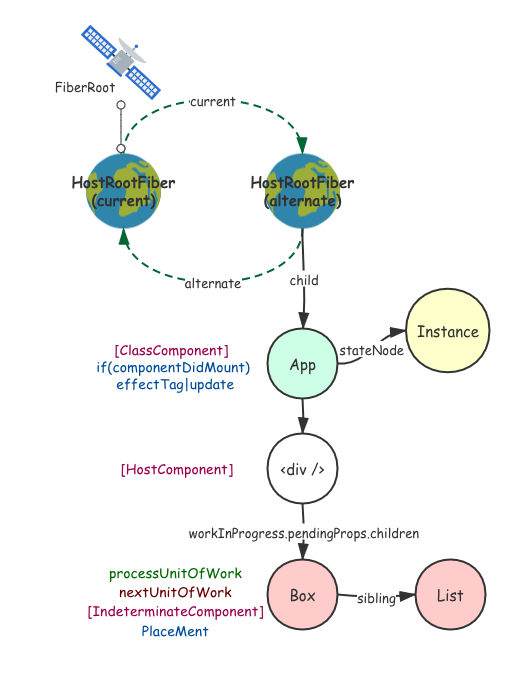 FiberRoot
current
HostRootFiber
(current)
HostRootFiber
(alternate)
alternate
child
[ClassComponent]
if(componentDidMount)
effectTag|update
App
stateNode
Instance
[HostComponent]
<div />
workInProgress.pendingProps.children
processUnitOfWork
nextUnitOfWork
[IndeterminateComponent]
PlaceMent
Box
sibling
List